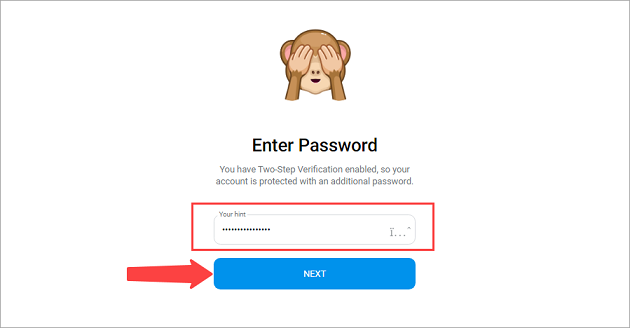 Enter Password
You have Two-Step Verification enabled, so your
account is protected with an additional password.
Your hint
••••••••••••••••
NEXT